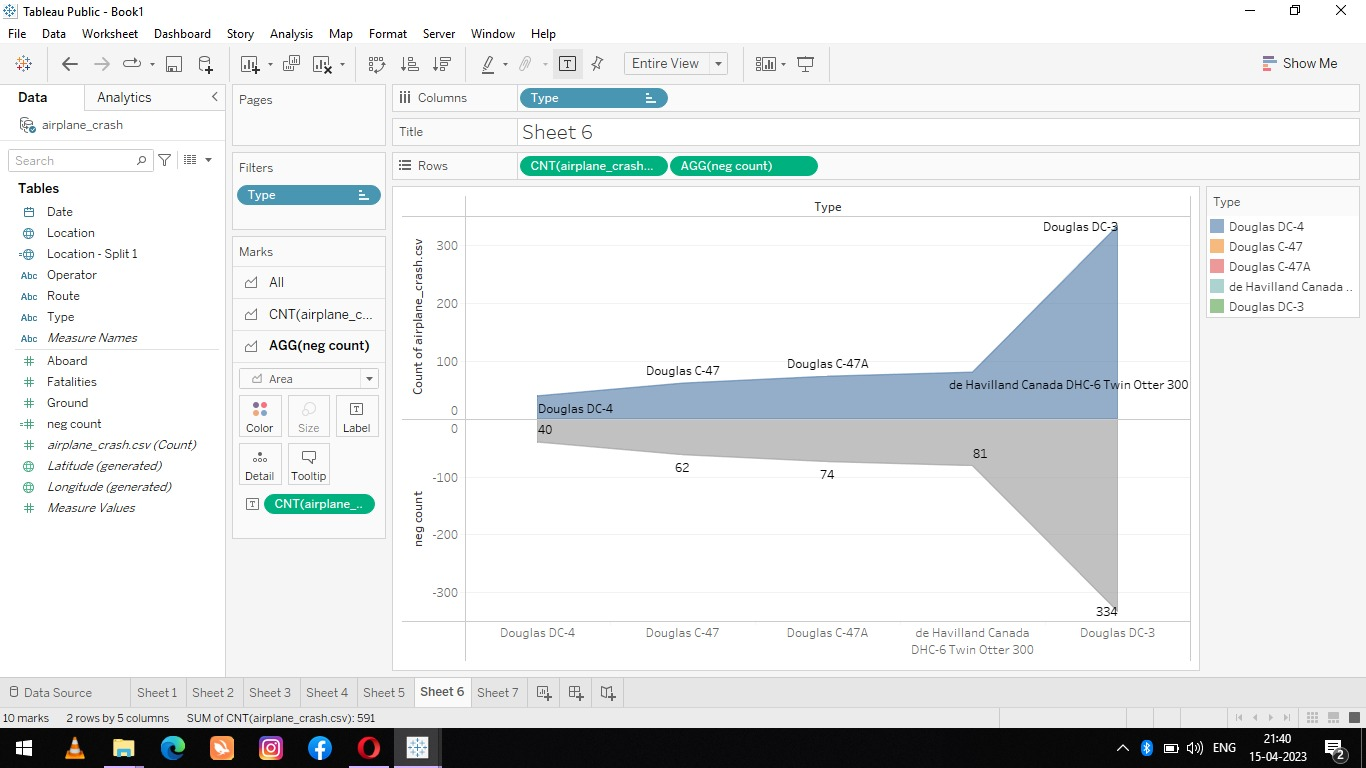 Tableau Public - Book1
File Data Worksheet Dashboard Story Analysis Map Format Server Window Help
Entire View
Show Me
Data Analytics
airplane_crash
Search
Tables
Date
Location
Location - Split 1
Abc Operator
Abc Route
Abc Type
Abc Measure Names
Aboard
Fatalities
Ground
neg count
airplane_crash.csv (Count)
Latitude (generated)
Longitude (generated)
Measure Values
Pages
Filters
Type
Marks
All
CNT(airplane_c...
AGG(neg count)
Area
Color Size Label
Detail Tooltip
CNT(airplane_..
Columns Type
Title Sheet 6
Rows CNT(airplane_crash... AGG(neg count)
Type
Count of airplane_crash.csv
300
200
100
0
Douglas DC-3
Douglas C-47A
Douglas C-47
de Havilland Canada DHC-6 Twin Otter 300
Douglas DC-4
neg count
0
-100
-200
-300
40
62
74
81
334
Douglas DC-4 Douglas C-47 Douglas C-47A de Havilland Canada Douglas DC-3
DHC-6 Twin Otter 300
Type
Douglas DC-4
Douglas C-47
Douglas C-47A
de Havilland Canada ..
Douglas DC-3
Data Source Sheet 1 Sheet 2 Sheet 3 Sheet 4 Sheet 5 Sheet 6 Sheet 7
10 marks 2 rows by 5 columns SUM of CNT(airplane_crash.csv): 591
ENG
21:40
15-04-2023
2